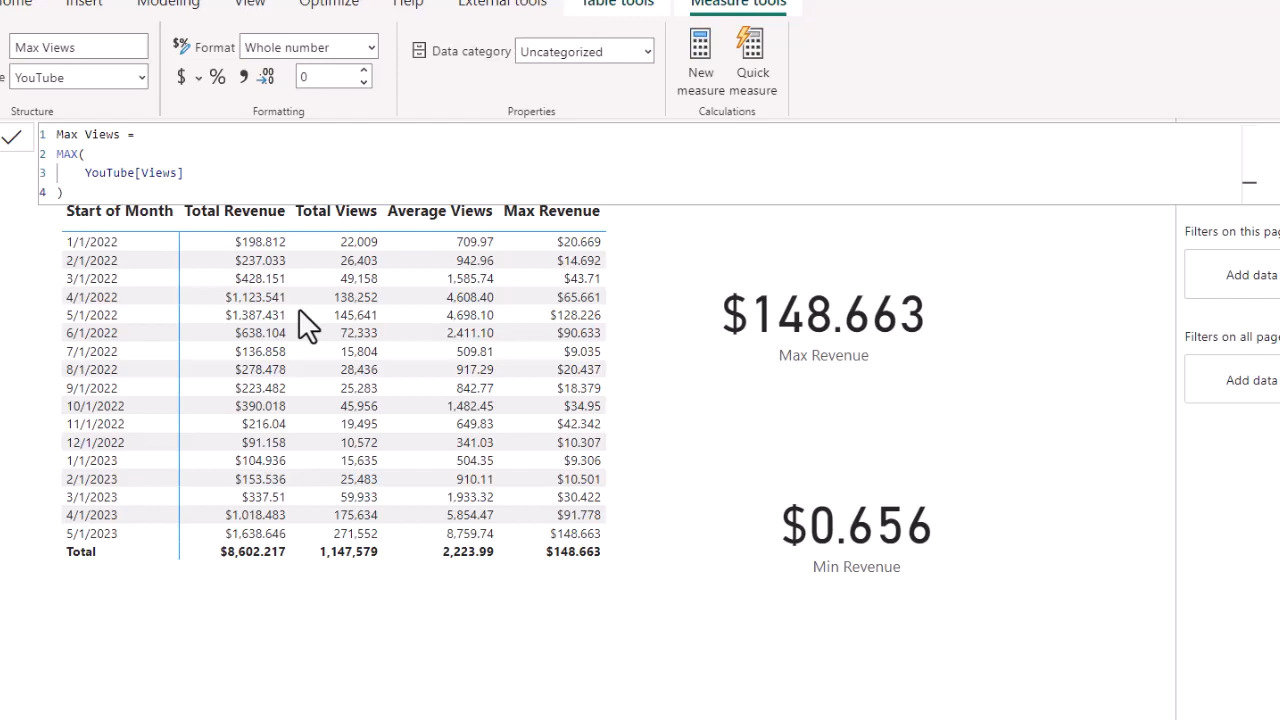 Insert Modeling View Optimize Help External tools Table tools Measure tools
Max Views
$% Format Whole number
Data category Uncategorized
New measure
Quick measure
YouTube
$ % , .00 0
Structure Formatting Properties Calculations
1 Max Views =
2 MAX(
3 YouTube[Views]
4 )
Start of Month Total Revenue Total Views Average Views Max Revenue
1/1/2022 $198.812 22,009 709.97 $20.669
2/1/2022 $237.033 26,403 942.96 $14.692
3/1/2022 $428.151 49,158 1,585.74 $43.71
4/1/2022 $1,123.541 138,252 4,608.40 $65.661
5/1/2022 $1,387.431 145,641 4,698.10 $128.226
6/1/2022 $638.104 72,333 2,411.10 $90.633
7/1/2022 $136.858 15,804 509.81 $9.035
8/1/2022 $278.478 28,436 917.29 $20.437
9/1/2022 $223.482 25,283 842.77 $18.379
10/1/2022 $390.018 45,956 1,482.45 $34.95
11/1/2022 $216.04 19,495 649.83 $42.342
12/1/2022 $91.158 10,572 341.03 $10.307
1/1/2023 $104.936 15,635 504.35 $9.306
2/1/2023 $153.536 25,483 910.11 $10.501
3/1/2023 $337.51 59,933 1,933.32 $30.422
4/1/2023 $1,018.483 175,634 5,854.47 $91.778
5/1/2023 $1,638.646 271,552 8,759.74 $148.663
Total $8,602.217 1,147,579 2,223.99 $148.663
$148.663
Max Revenue
$0.656
Min Revenue
Filters on this pag
Add data
Filters on all page
Add data